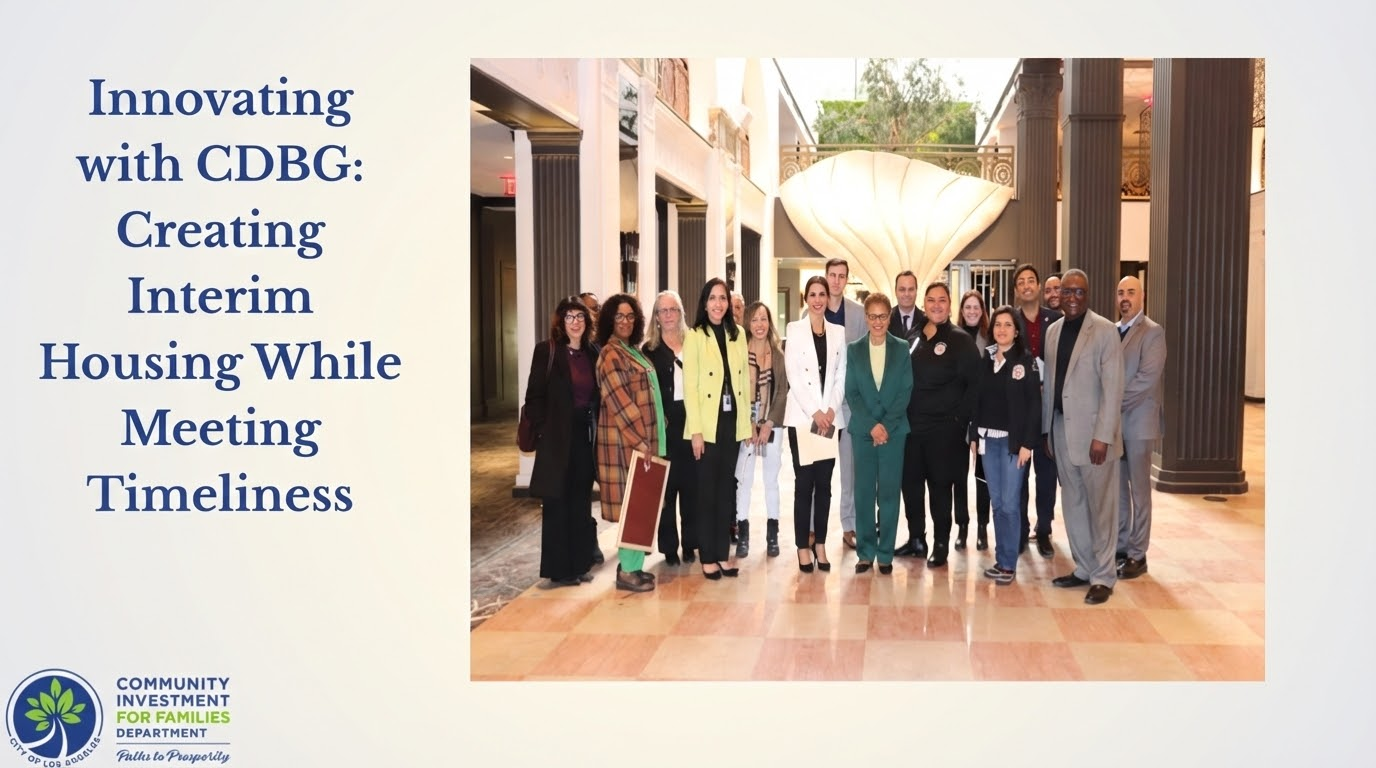 Innovating
with CDBG:
Creating
Interim
Housing While
Meeting
Timeliness
COMMUNITY
INVESTMENT
FOR FAMILIES
DEPARTMENT
Paths to Prosperity
CITY OF LOS ANGELES